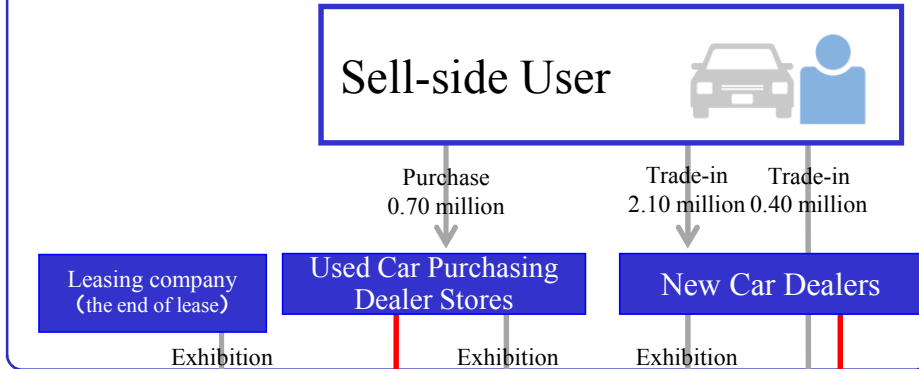 Sell-side User
Purchase
0.70 million
Trade-in
2.10 million
Trade-in
0.40 million
Leasing company
(the end of lease)
Used Car Purchasing
Dealer Stores
New Car Dealers
Exhibition
Exhibition
Exhibition